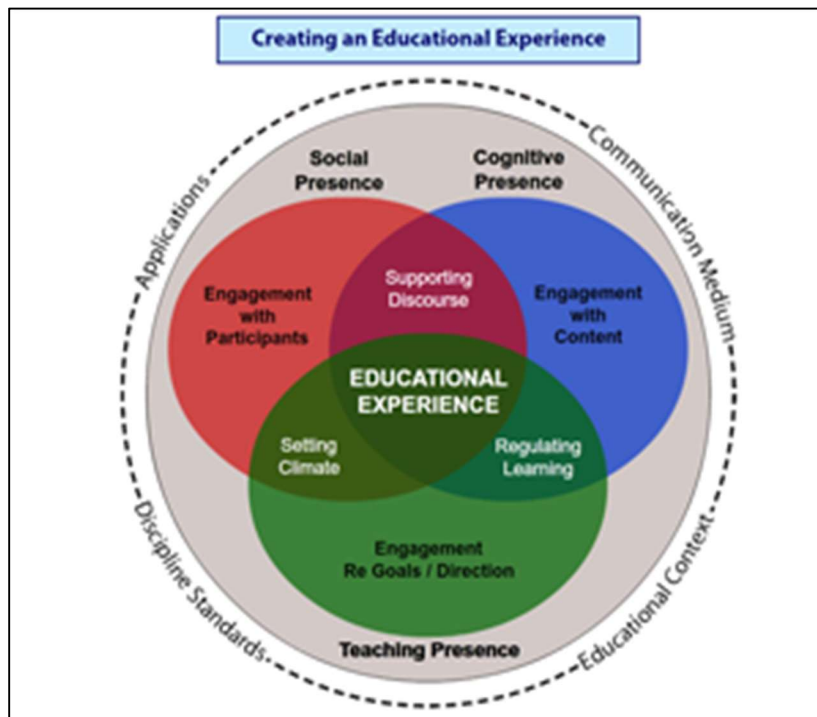 Creating an Educational Experience
Social
Presence
Cognitive
Presence
Applications
Communication Medium
Engagement
with
Participants
Supporting
Discourse
Engagement
with
Content
EDUCATIONAL
EXPERIENCE
Setting
Climate
Regulating
Learning
Engagement
Re Goals / Direction
Teaching Presence
Discipline Standards
Educational Context